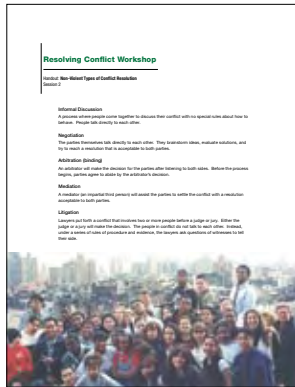 Resolving Conflict Workshop
Handout: Non-Violent Types of Conflict Resolution
Session 2
Informal Discussion
A process where people come together to discuss their conflict with no special rules about how to
behave. People talk directly to each other.
Negotiation
The parties themselves talk directly to each other. They brainstorm ideas, evaluate solutions, and
try to reach a resolution that is acceptable to both parties.
Arbitration (binding)
An arbitrator will make the decision for the parties after listening to both sides. Before the process
begins, parties agree to abide by the arbitrator's decision.
Mediation
A mediator (an impartial third person) will assist the parties to settle the conflict with a resolution
acceptable to both parties.
Litigation
Lawyers put forth a conflict that involves two or more people before a judge or jury. Either the
judge or a jury will make the decision. The people in conflict do not talk to each other. Instead,
under a series of rules of procedure and evidence, the lawyers ask questions of witnesses to tell
their side.